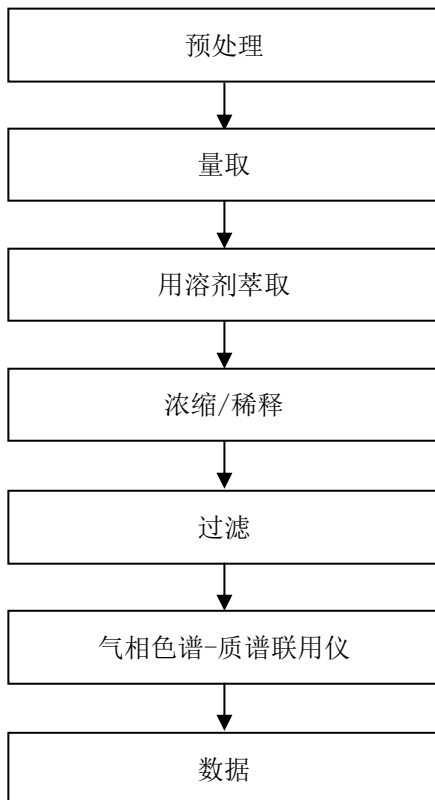 预处理
量取
用溶剂萃取
浓缩/稀释
过滤
气相色谱-质谱联用仪
数据